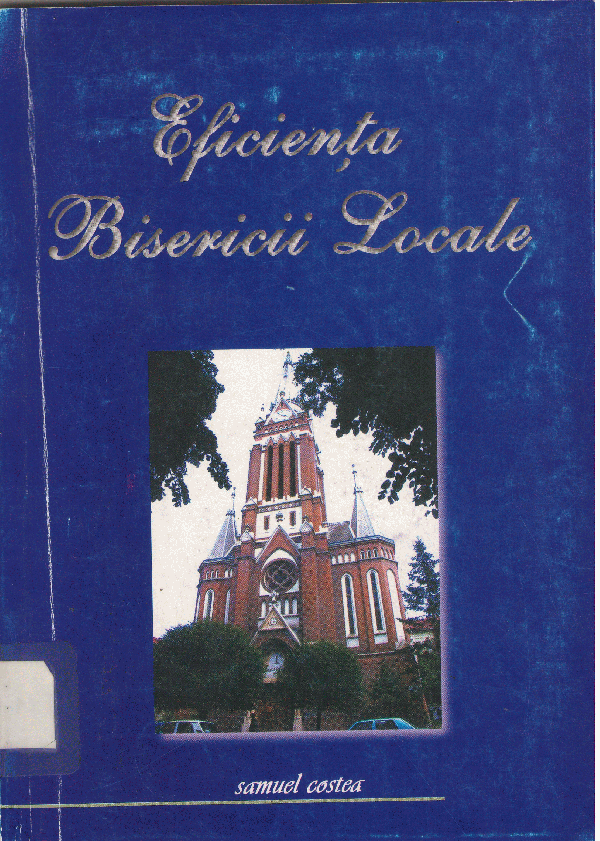 Eficiența
Bisericii Locale
samuel costea